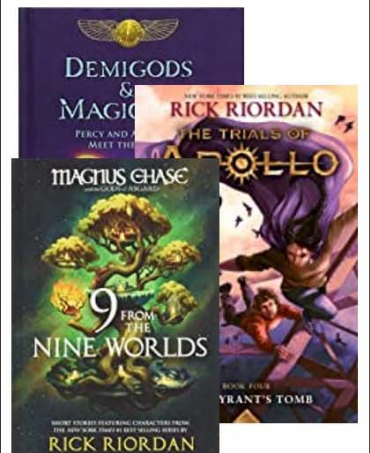 DEMIGODS
&
PERCY AND
MEET THE
NEW YORK TIMES #1 BEST-SELLING AUTHOR
RICK RIORDAN
THE TRIALS OF
APOLLO
BOOK FOUR
YRANT'S TOMB
MAGNUS CHASE
and the GODS of ASGARD
9 FROM
THE
NINE WORLDS
SHORT STORIES FEATURING CHARACTERS FROM
THE NEW YORK TIMES #1 BEST-SELLING SERIES BY
RICK RIORDAN